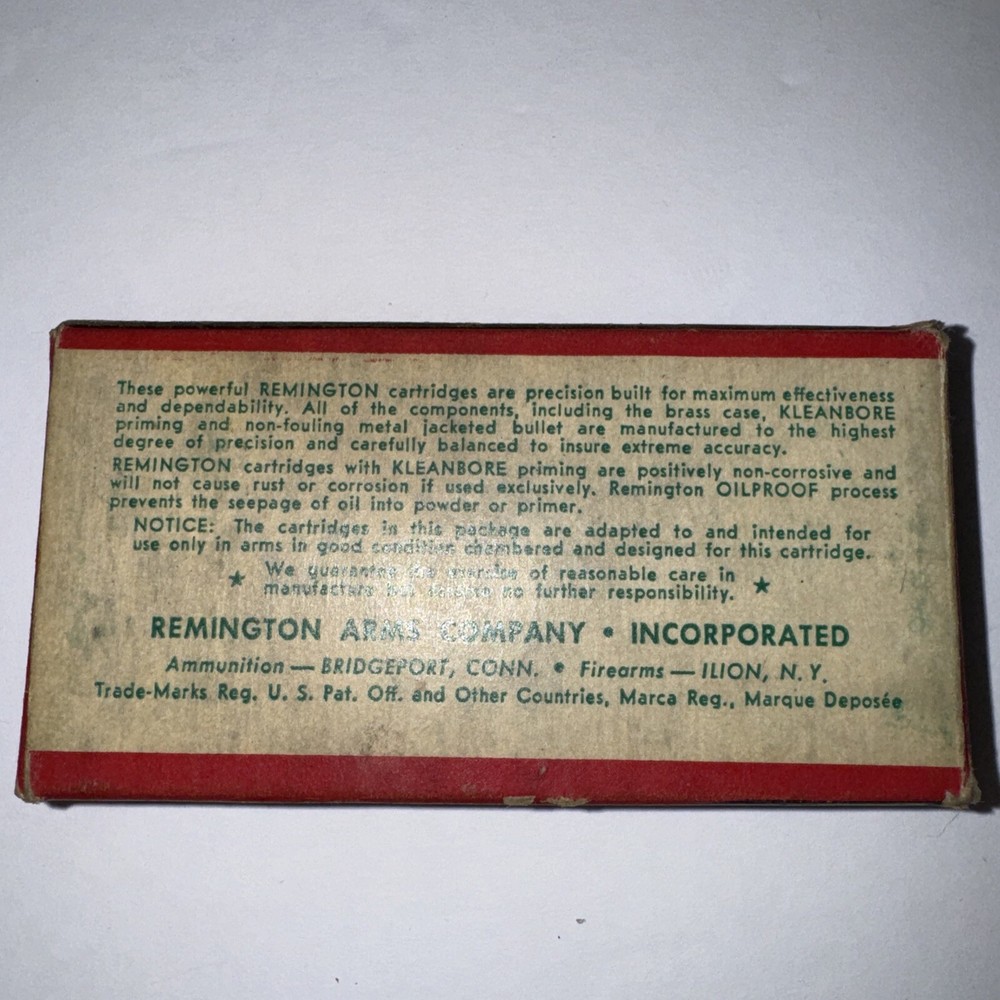 These powerful REMINGTON cartridges are precision built for maximum effectiveness
and dependability. All of the components, including the brass case, KLEANBORE
priming and non-fouling metal jacketed bullet are manufactured to the highest
degree of precision and carefully balanced to insure extreme accuracy.
REMINGTON cartridges with KLEANBORE priming are positively non-corrosive and
will not cause rust or corrosion if used exclusively. Remington OILPROOF process
prevents the seepage of oil into powder or primer.
NOTICE: The cartridges in this package are adapted to and intended for
use only in arms in good condition chambered and designed for this cartridge.
★ We guarantee the exercise of reasonable care in ★
manufacture but no further responsibility.
REMINGTON ARMS COMPANY • INCORPORATED
Ammunition — BRIDGEPORT, CONN. • Firearms — ILION, N. Y.
Trade-Marks Reg. U. S. Pat. Off. and Other Countries, Marca Reg., Marque Deposée